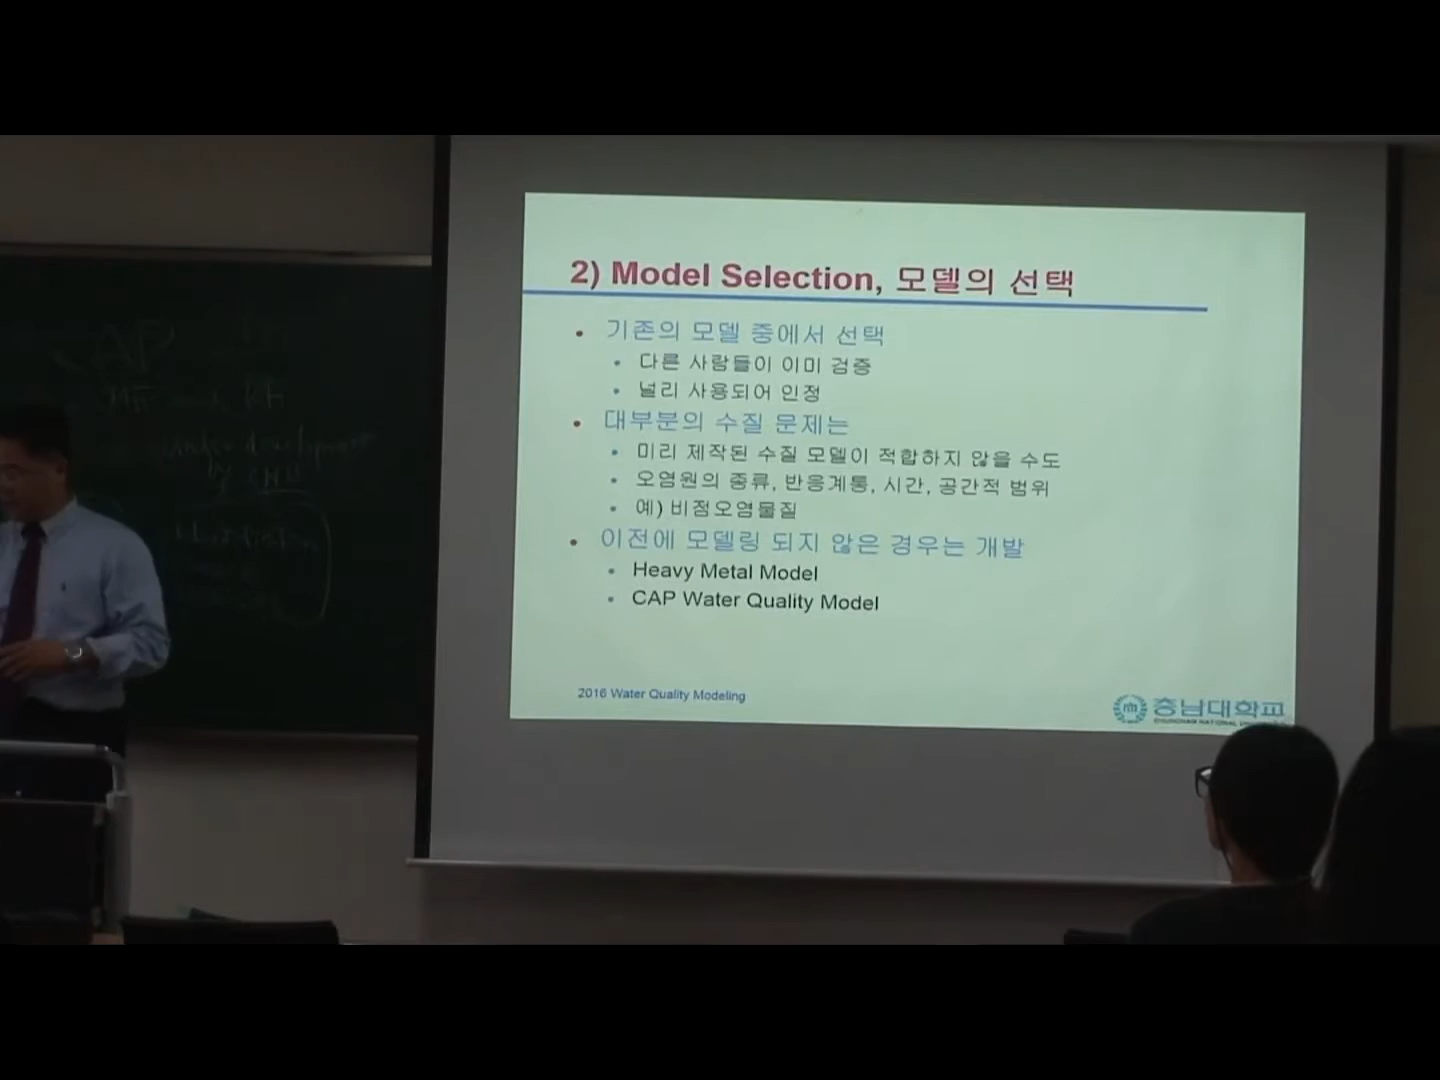 2) Model Selection, 모델의 선택
• 기존의 모델 중에서 선택
• 다른 사람들이 이미 검증
• 널리 사용되어 인정
• 대부분의 수질 문제는
• 미리 제작된 수질 모델이 적합하지 않을 수도
• 오염원의 종류, 반응계통, 시간, 공간적 범위
• 예) 비점오염물질
• 이전에 모델링 되지 않은 경우는 개발
• Heavy Metal Model
• CAP Water Quality Model
2016 Water Quality Modeling
충남대학교
CHUNGNAM NATIONAL
CAP
under development